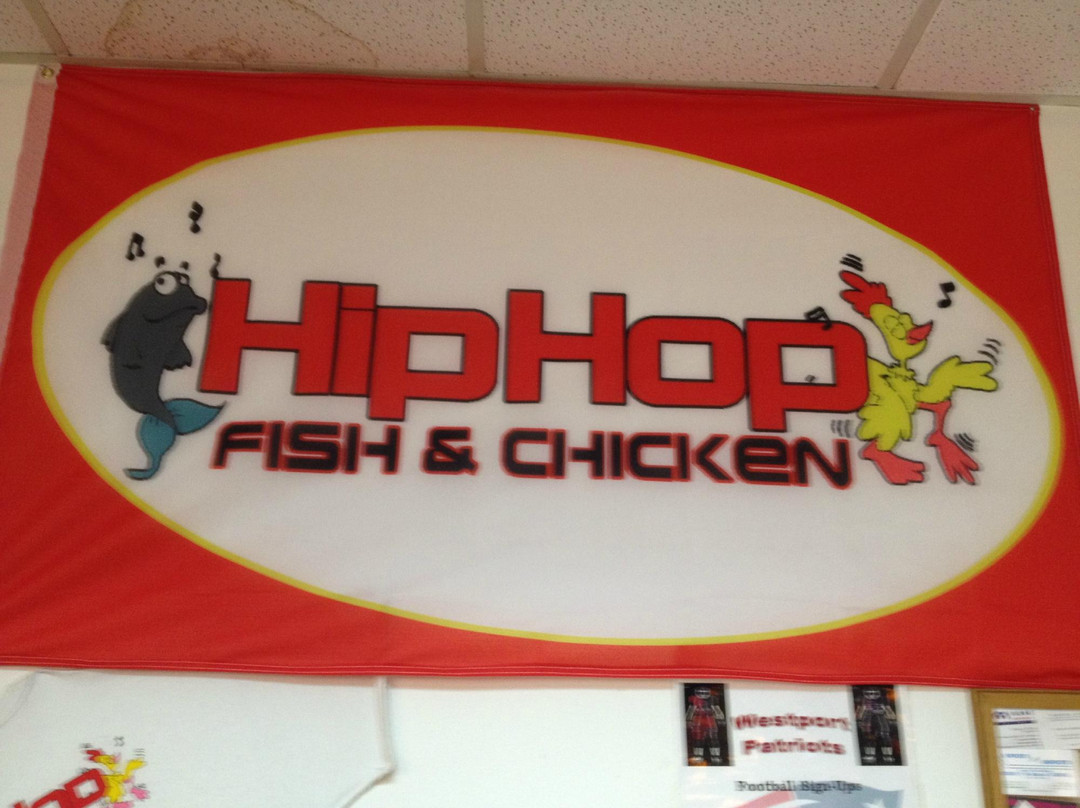 HipHop
FISH & CHICKEN
Westport
Patriots
Football Sign-Ups